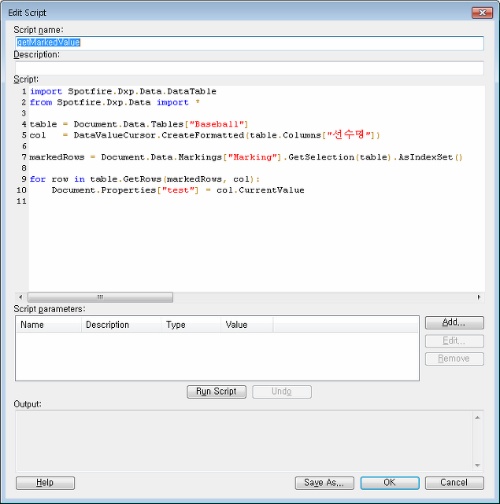 Edit Script
Script name:
getMarkedValue
Description:
Script:
1 import Spotfire.Dxp.Data.DataTable
2 from Spotfire.Dxp.Data import *
3
4 table = Document.Data.Tables["Baseball"]
5 col   = DataValueCursor.CreateFormatted(table.Columns["선수명"])
6
7 markedRows = Document.Data.Markings["Marking"].GetSelection(table).AsIndexSet()
8
9 for row in table.GetRows(markedRows, col):
10     Document.Properties["test"] = col.CurrentValue
11
Script parameters:
Name Description Type Value
Add...
Edit...
Remove
Run Script Undo
Output:
Help Save As... OK Cancel